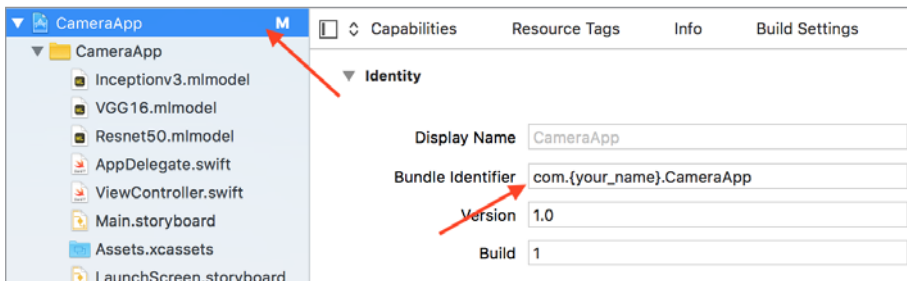 CameraApp M
CameraApp
Inceptionv3.mlmodel
VGG16.mlmodel
Resnet50.mlmodel
AppDelegate.swift
ViewController.swift
Main.storyboard
Assets.xcassets
LaunchScreen.storyboard
Capabilities Resource Tags Info Build Settings
Identity
Display Name CameraApp
Bundle Identifier com.{your_name}.CameraApp
Version 1.0
Build 1